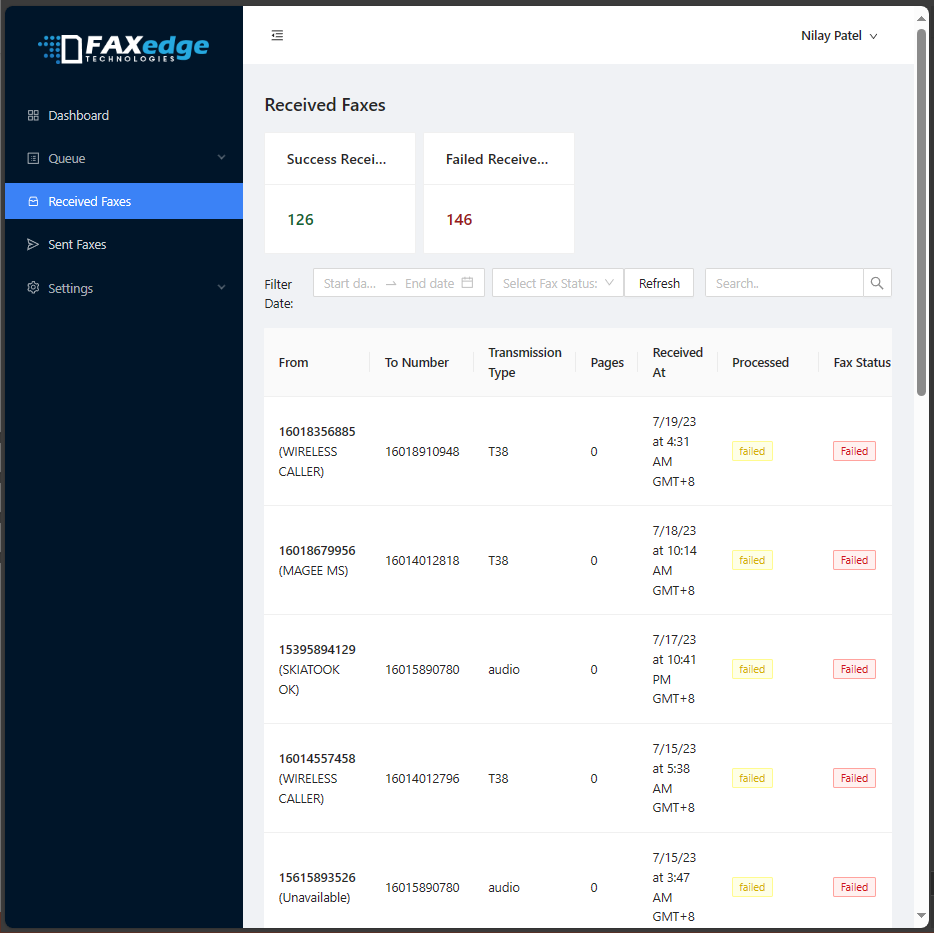 FAXedge
TECHNOLOGIES
Nilay Patel
Dashboard
Queue
Received Faxes
Sent Faxes
Settings
Received Faxes
Success Recei...
Failed Receive...
126
146
Filter
Date:
Start da...
End date
Select Fax Status:
Refresh
Search..
From
To Number
Transmission
Type
Pages
Received
At
Processed
Fax Status
16018356885
(WIRELESS
CALLER)
16018910948
T38
0
7/19/23
at 4:31
AM
GMT+8
failed
Failed
16018679956
(MAGEE MS)
16014012818
T38
0
7/18/23
at 10:14
AM
GMT+8
failed
Failed
15395894129
(SKIATOOK
OK)
16015890780
audio
0
7/17/23
at 10:41
PM
GMT+8
failed
Failed
16014557458
(WIRELESS
CALLER)
16014012796
T38
0
7/15/23
at 5:38
AM
GMT+8
failed
Failed
15615893526
(Unavailable)
16015890780
audio
0
7/15/23
at 3:47
AM
GMT+8
failed
Failed